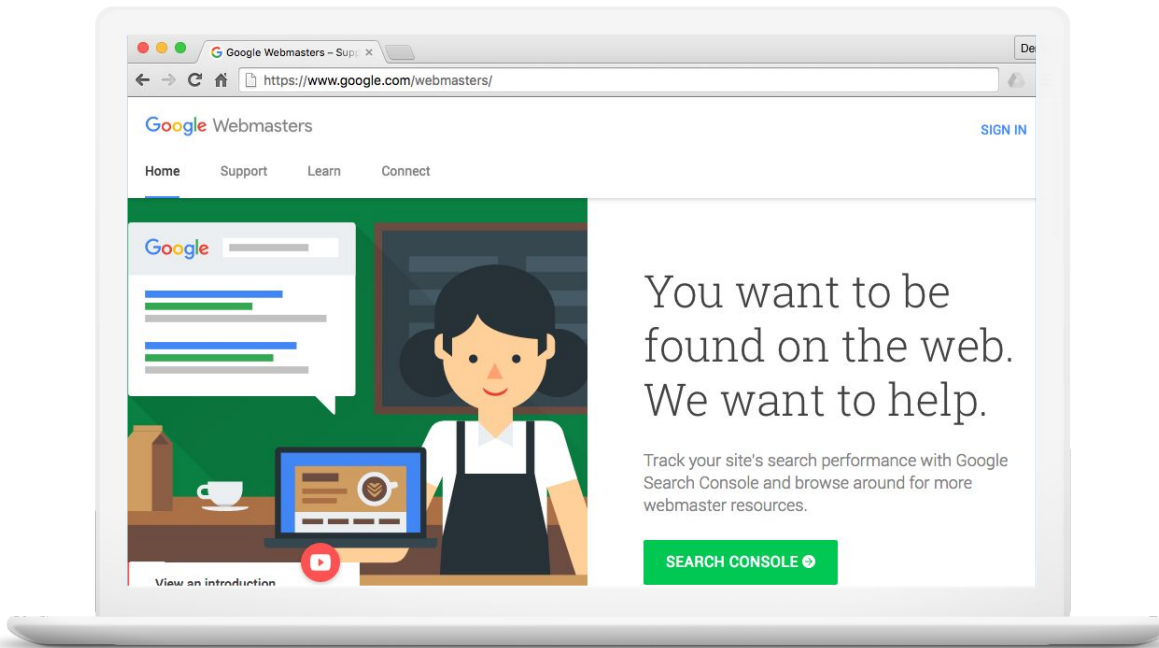 Google Webmasters – Sup
De
https://www.google.com/webmasters/
Google Webmasters
SIGN IN
Home Support Learn Connect
Google
You want to be
found on the web.
We want to help.
Track your site's search performance with Google
Search Console and browse around for more
webmaster resources.
SEARCH CONSOLE
View an introduction